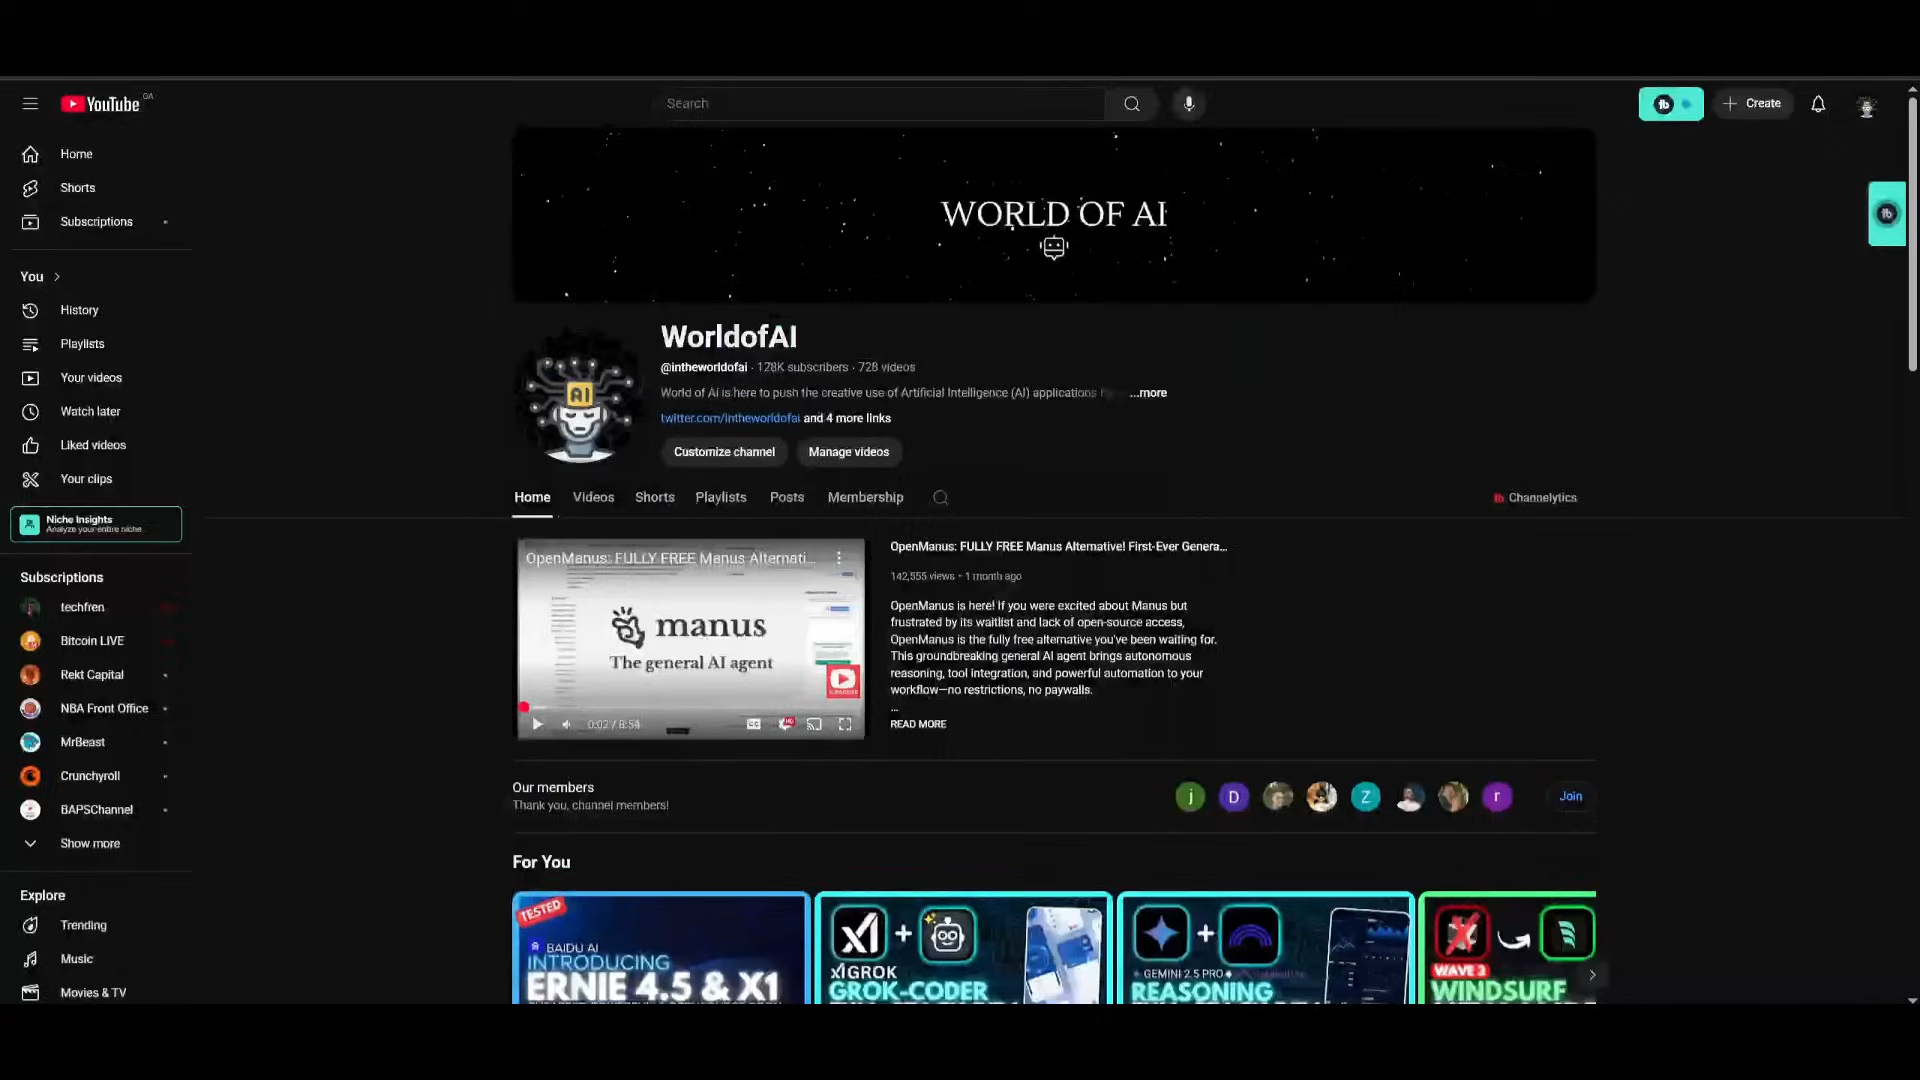 YouTube CA
Search
Create
Home
Shorts
Subscriptions
You
History
Playlists
Your videos
Watch later
Liked videos
Your clips
Niche Insights
Analyze your entire niche
Subscriptions
techfren
Bitcoin LIVE
Rekt Capital
NBA Front Office
MrBeast
Crunchyroll
BAPSChannel
Show more
Explore
Trending
Music
Movies & TV
WORLD OF AI
AI
WorldofAI
@intheworldofai · 128K subscribers · 728 videos
World of Ai is here to push the creative use of Artificial Intelligence (AI) applications ...more
twitter.com/intheworldofai and 4 more links
Customize channel
Manage videos
Home
Videos
Shorts
Playlists
Posts
Membership
Channelytics
OpenManus: FULLY FREE Manus Alternati...
manus
The general AI agent
SUBSCRIBE
0:02 / 8:54
OpenManus: FULLY FREE Manus Alternative! First-Ever Genera...
142,555 views • 1 month ago
OpenManus is here! If you were excited about Manus but
frustrated by its waitlist and lack of open-source access,
OpenManus is the fully free alternative you've been waiting for.
This groundbreaking general AI agent brings autonomous
reasoning, tool integration, and powerful automation to your
workflow—no restrictions, no paywalls.
...
READ MORE
Our members
Thank you, channel members!
j
D
Z
r
Join
For You
TESTED
BAIDU AI
INTRODUCING
ERNIE 4.5 & X1
xI GROK
GROK-CODER
GEMINI 2.5 PRO
REASONING
WAVE 3
WINDSURF